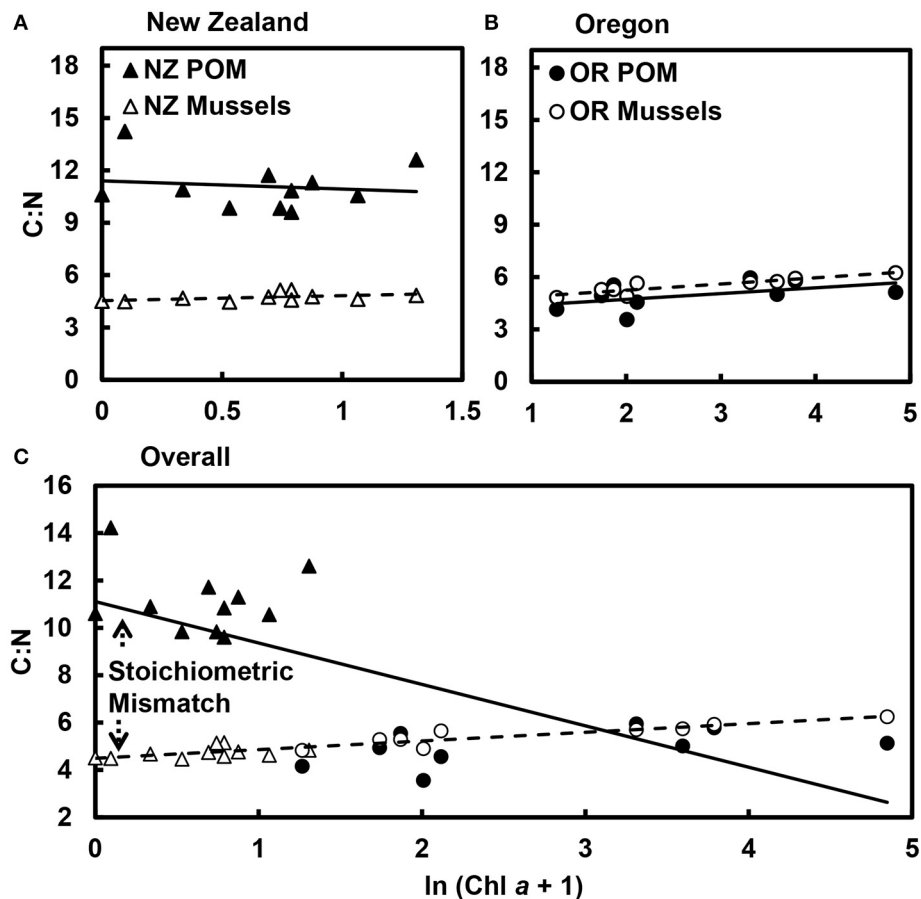 A New Zealand
NZ POM
NZ Mussels
18
15
12
9
6
3
0
C:N
0 0.5 1 1.5
B Oregon
OR POM
OR Mussels
18
15
12
9
6
3
0
1 2 3 4 5
C Overall
16
14
12
10
8
6
4
2
C:N
Stoichiometric
Mismatch
0 1 2 3 4 5
ln (Chl a + 1)